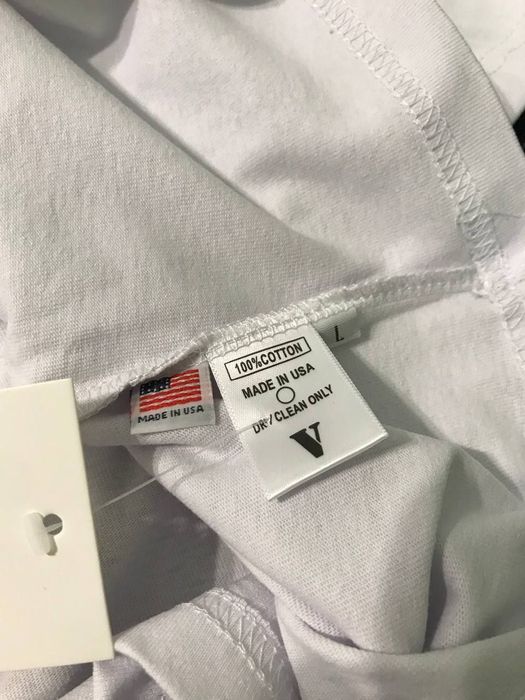 L
100%COTTON
MADE IN USA
DRY CLEAN ONLY
V
MADE IN USA